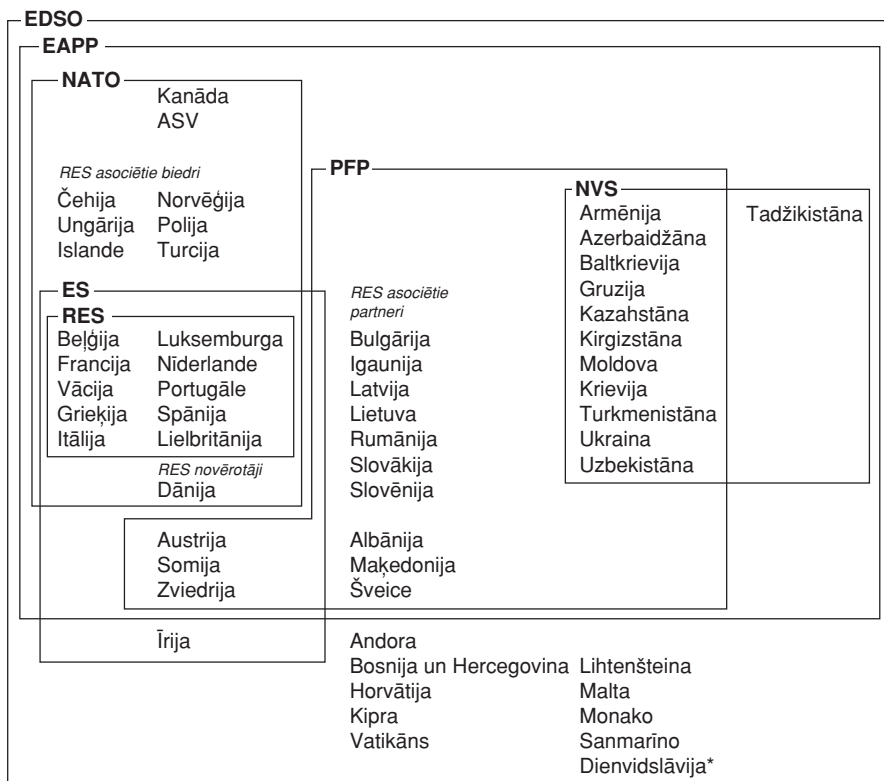 EDSO
EAPP
NATO
Kanāda
ASV
RES asociētie biedri
Čehija Norvēģija
Ungārija Polija
Islande Turcija
PFP
NVS
Armēnija Tadžikistāna
Azerbaidžāna
Baltkrievija
Gruzija
Kazahstāna
Kirgizstāna
Moldova
Krievija
Turkmenistāna
Ukraina
Uzbekistāna
ES
RES
Beļģija Luksemburga
Francija Nīderlande
Vācija Portugāle
Grieķija Spānija
Itālija Lielbritānija
RES novērotāji
Dānija
RES asociētie
partneri
Bulgārija
Igaunija
Latvija
Lietuva
Rumānija
Slovākija
Slovēnija
Austrija Albānija
Somija Maķedonija
Zviedrija Šveice
Īrija Andora
Bosnija un Hercegovina Lihtenšteina
Horvātija Malta
Kipra Monako
Vatikāns Sanmarīno
Dienvidslāvija*